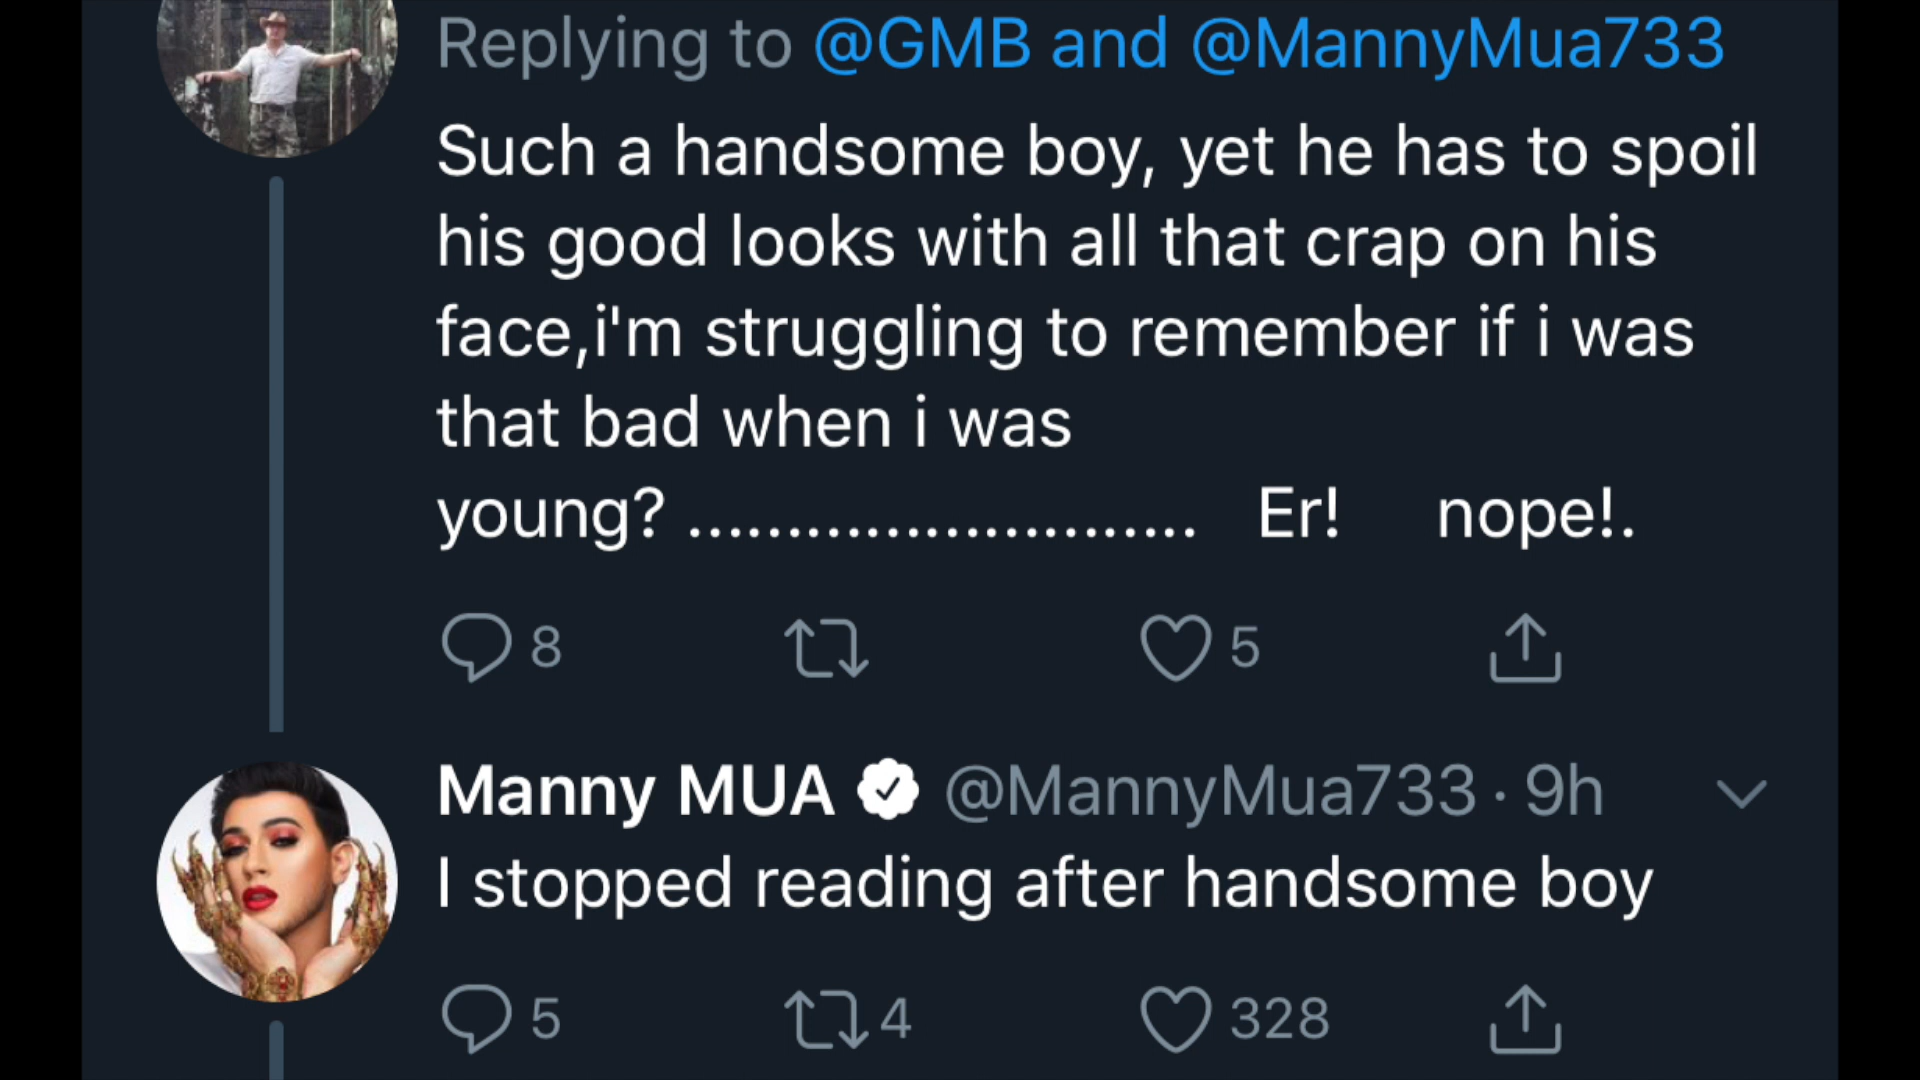 Replying to @GMB and @MannyMua733
Such a handsome boy, yet he has to spoil
his good looks with all that crap on his
face,i'm struggling to remember if i was
that bad when i was
young? ......................... Er! nope!.
8 5
Manny MUA @MannyMua733 · 9h
I stopped reading after handsome boy
5 4 328